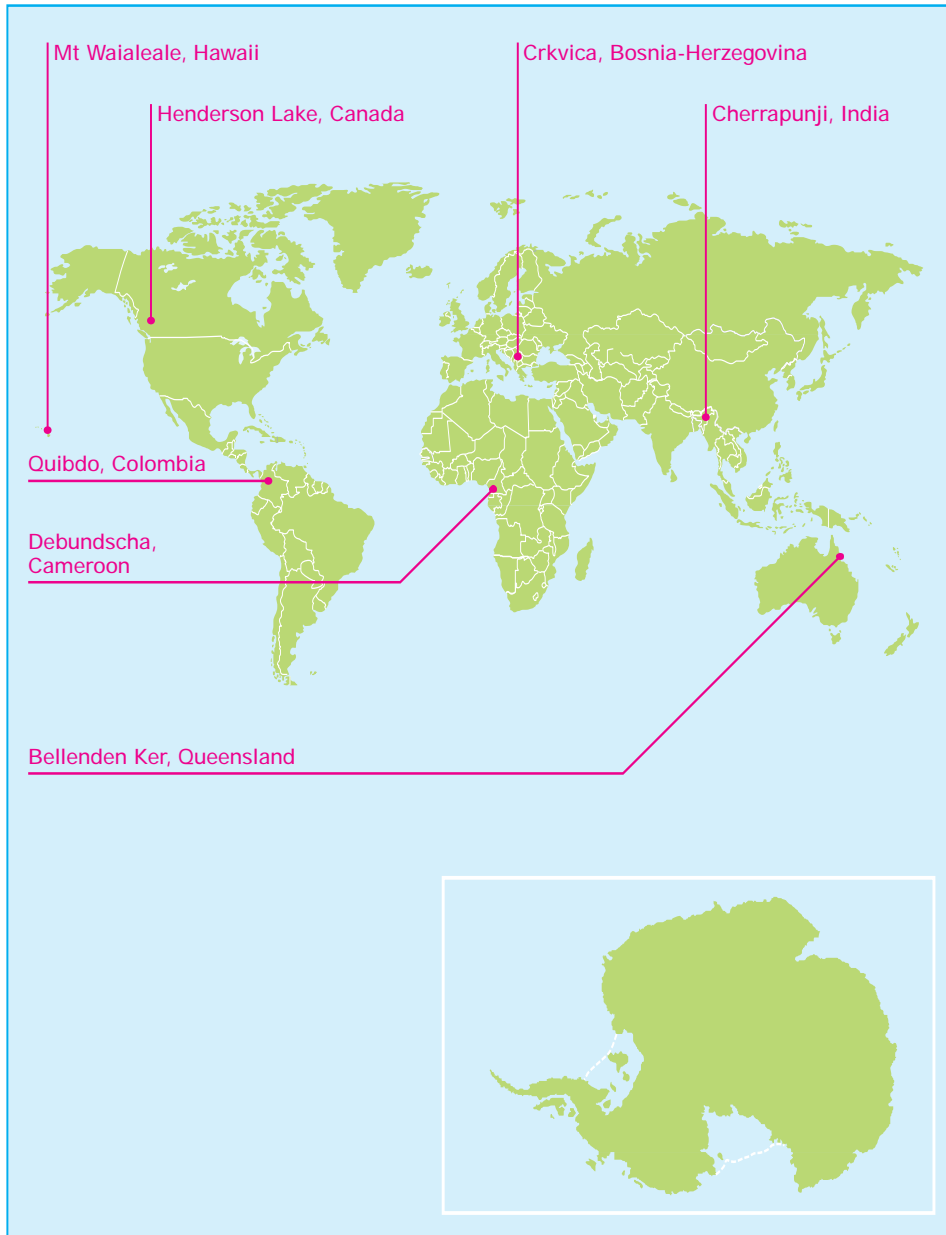 Mt Waialeale, Hawaii
Crkvica, Bosnia-Herzegovina
Henderson Lake, Canada
Cherrapunji, India
Quibdo, Colombia
Debundscha,
Cameroon
Bellenden Ker, Queensland